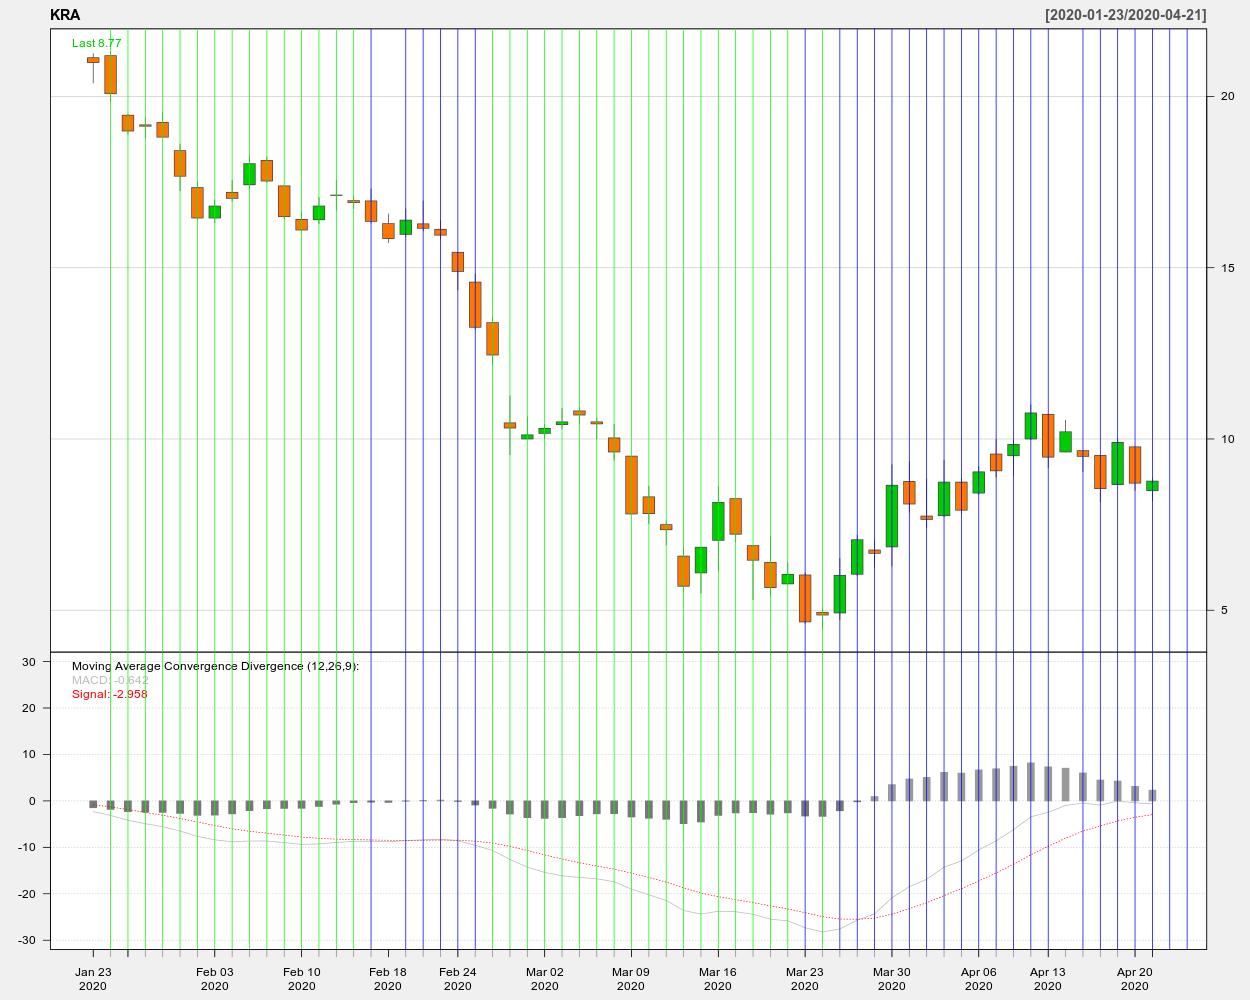 KRA
[2020-01-23/2020-04-21]
Last 8.77
20
15
10
5
Moving Average Convergence Divergence (12,26,9):
MACD: -0.642
Signal: -2.958
30
20
10
0
-10
-20
-30
Jan 23 Feb 03 Feb 10 Feb 18 Feb 24 Mar 02 Mar 09 Mar 16 Mar 23 Mar 30 Apr 06 Apr 13 Apr 20
2020 2020 2020 2020 2020 2020 2020 2020 2020 2020 2020 2020 2020